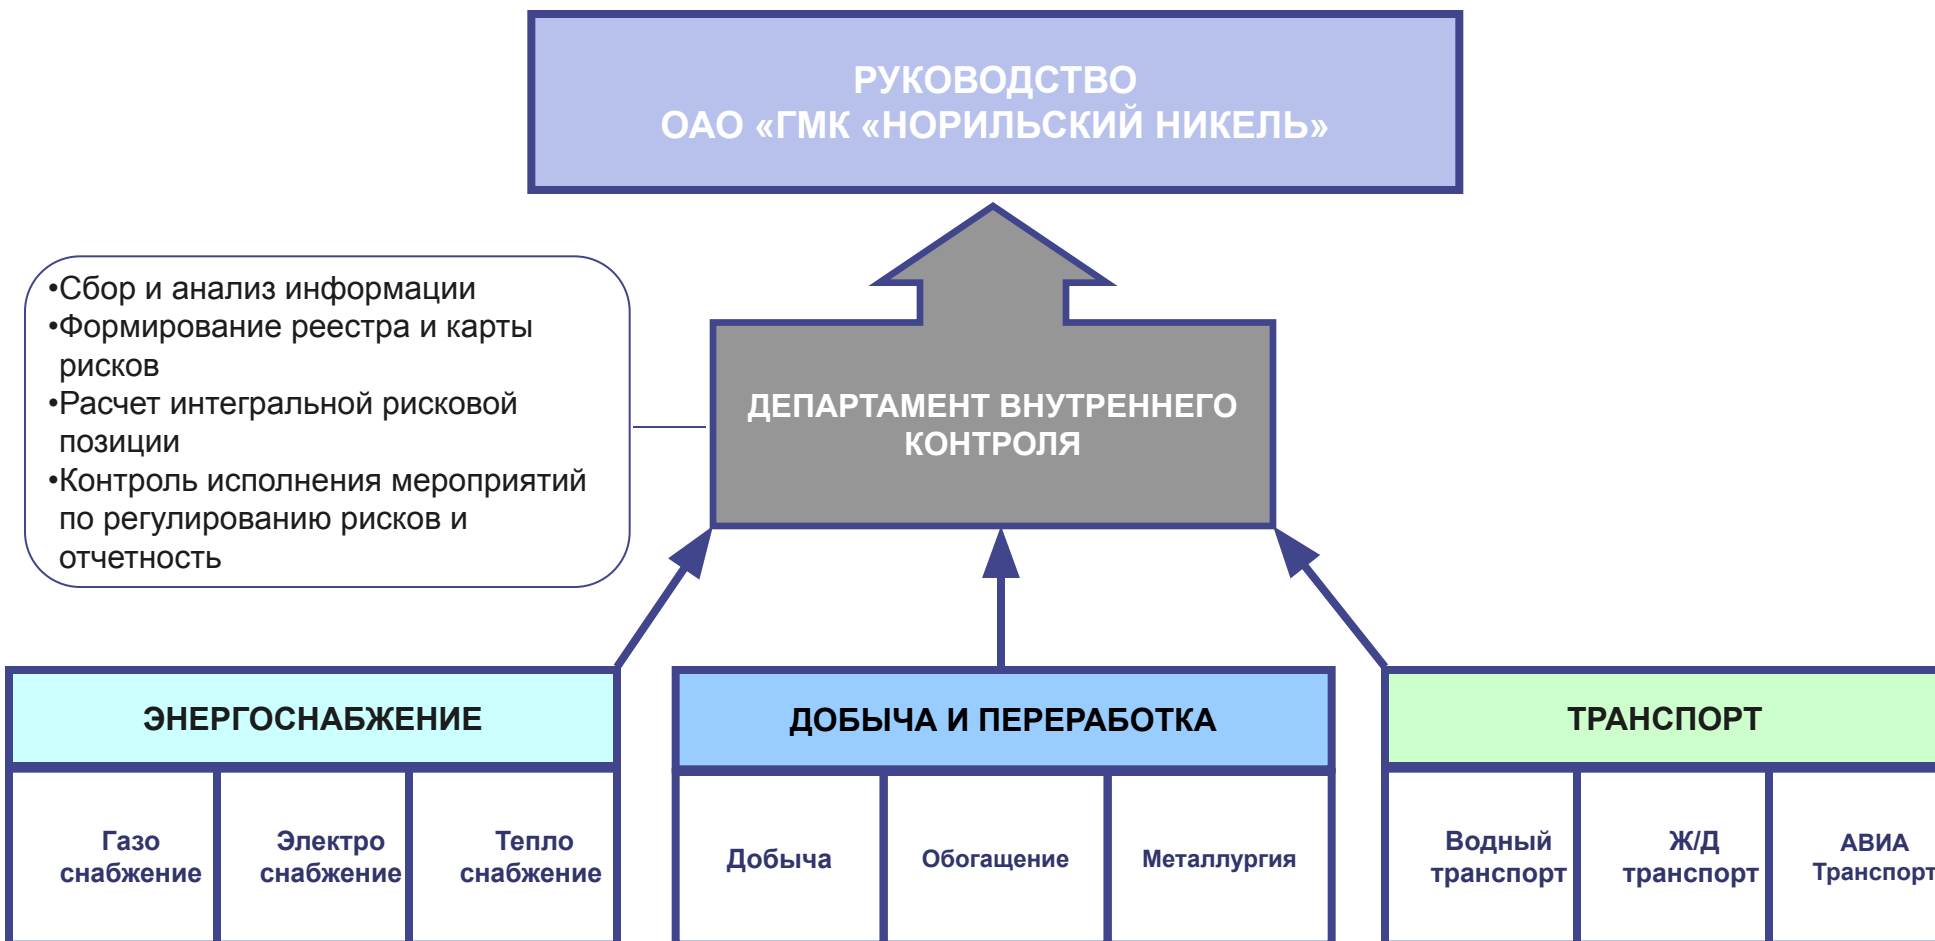 РУКОВОДСТВО
ОАО «ГМК «НОРИЛЬСКИЙ НИКЕЛЬ»
•Сбор и анализ информации
•Формирование реестра и карты
рисков
•Расчет интегральной рисковой
позиции
•Контроль исполнения мероприятий
по регулированию рисков и
отчетность
ДЕПАРТАМЕНТ ВНУТРЕННЕГО
КОНТРОЛЯ
ЭНЕРГОСНАБЖЕНИЕ
Газо
снабжение
Электро
снабжение
Тепло
снабжение
ДОБЫЧА И ПЕРЕРАБОТКА
Добыча
Обогащение
Металлургия
ТРАНСПОРТ
Водный
транспорт
Ж/Д
транспорт
АВИА
Транспорт